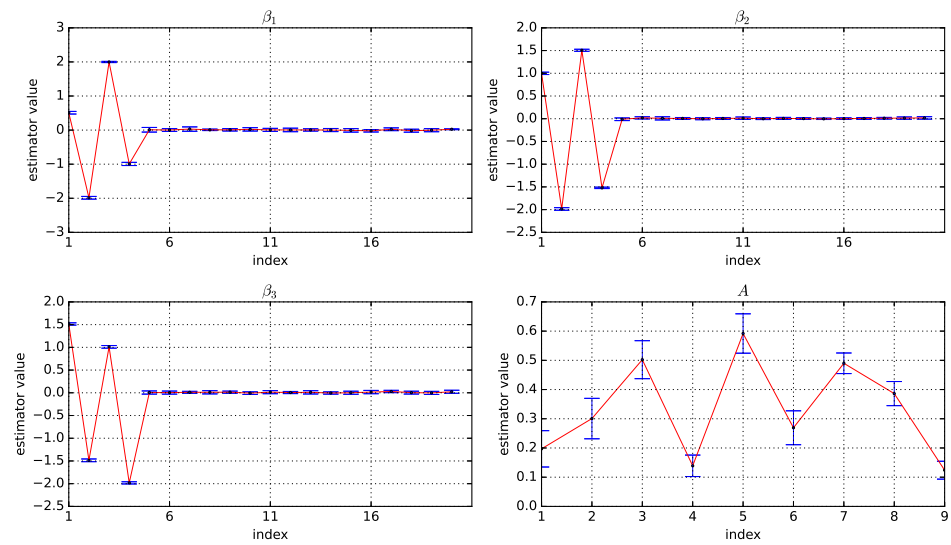 β1
3
2
1
0
−1
−2
−3
estimator value
1 6 11 16
index
β2
2.0
1.5
1.0
0.5
0.0
−0.5
−1.0
−1.5
−2.0
−2.5
estimator value
1 6 11 16
index
β3
2.0
1.5
1.0
0.5
0.0
−0.5
−1.0
−1.5
−2.0
−2.5
estimator value
1 6 11 16
index
A
0.7
0.6
0.5
0.4
0.3
0.2
0.1
0.0
estimator value
1 2 3 4 5 6 7 8 9
index